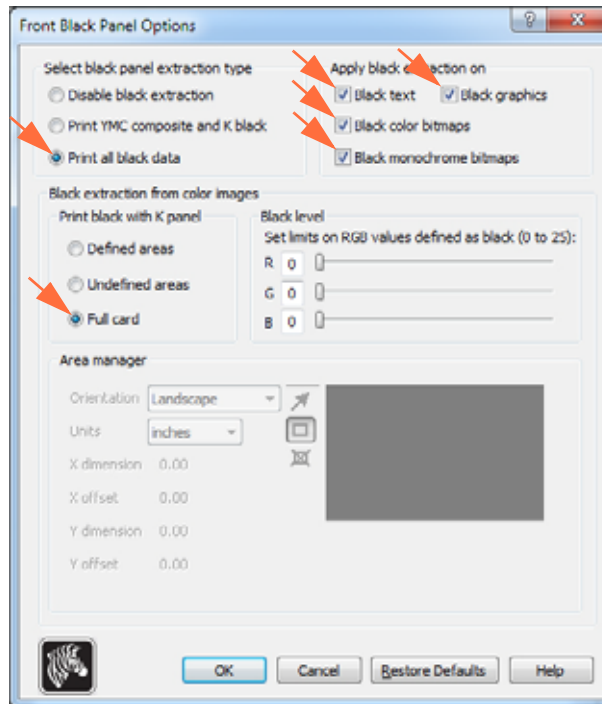 Front Black Panel Options
Select black panel extraction type
Disable black extraction
Print YMC composite and K black
Print all black data
Apply black extraction on
Black text Black graphics
Black color bitmaps
Black monochrome bitmaps
Black extraction from color images
Print black with K panel
Defined areas
Undefined areas
Full card
Black level
Set limits on RGB values defined as black (0 to 25):
R 0
G 0
B 0
Area manager
Orientation Landscape
Units inches
X dimension 0.00
X offset 0.00
Y dimension 0.00
Y offset 0.00
OK Cancel Restore Defaults Help